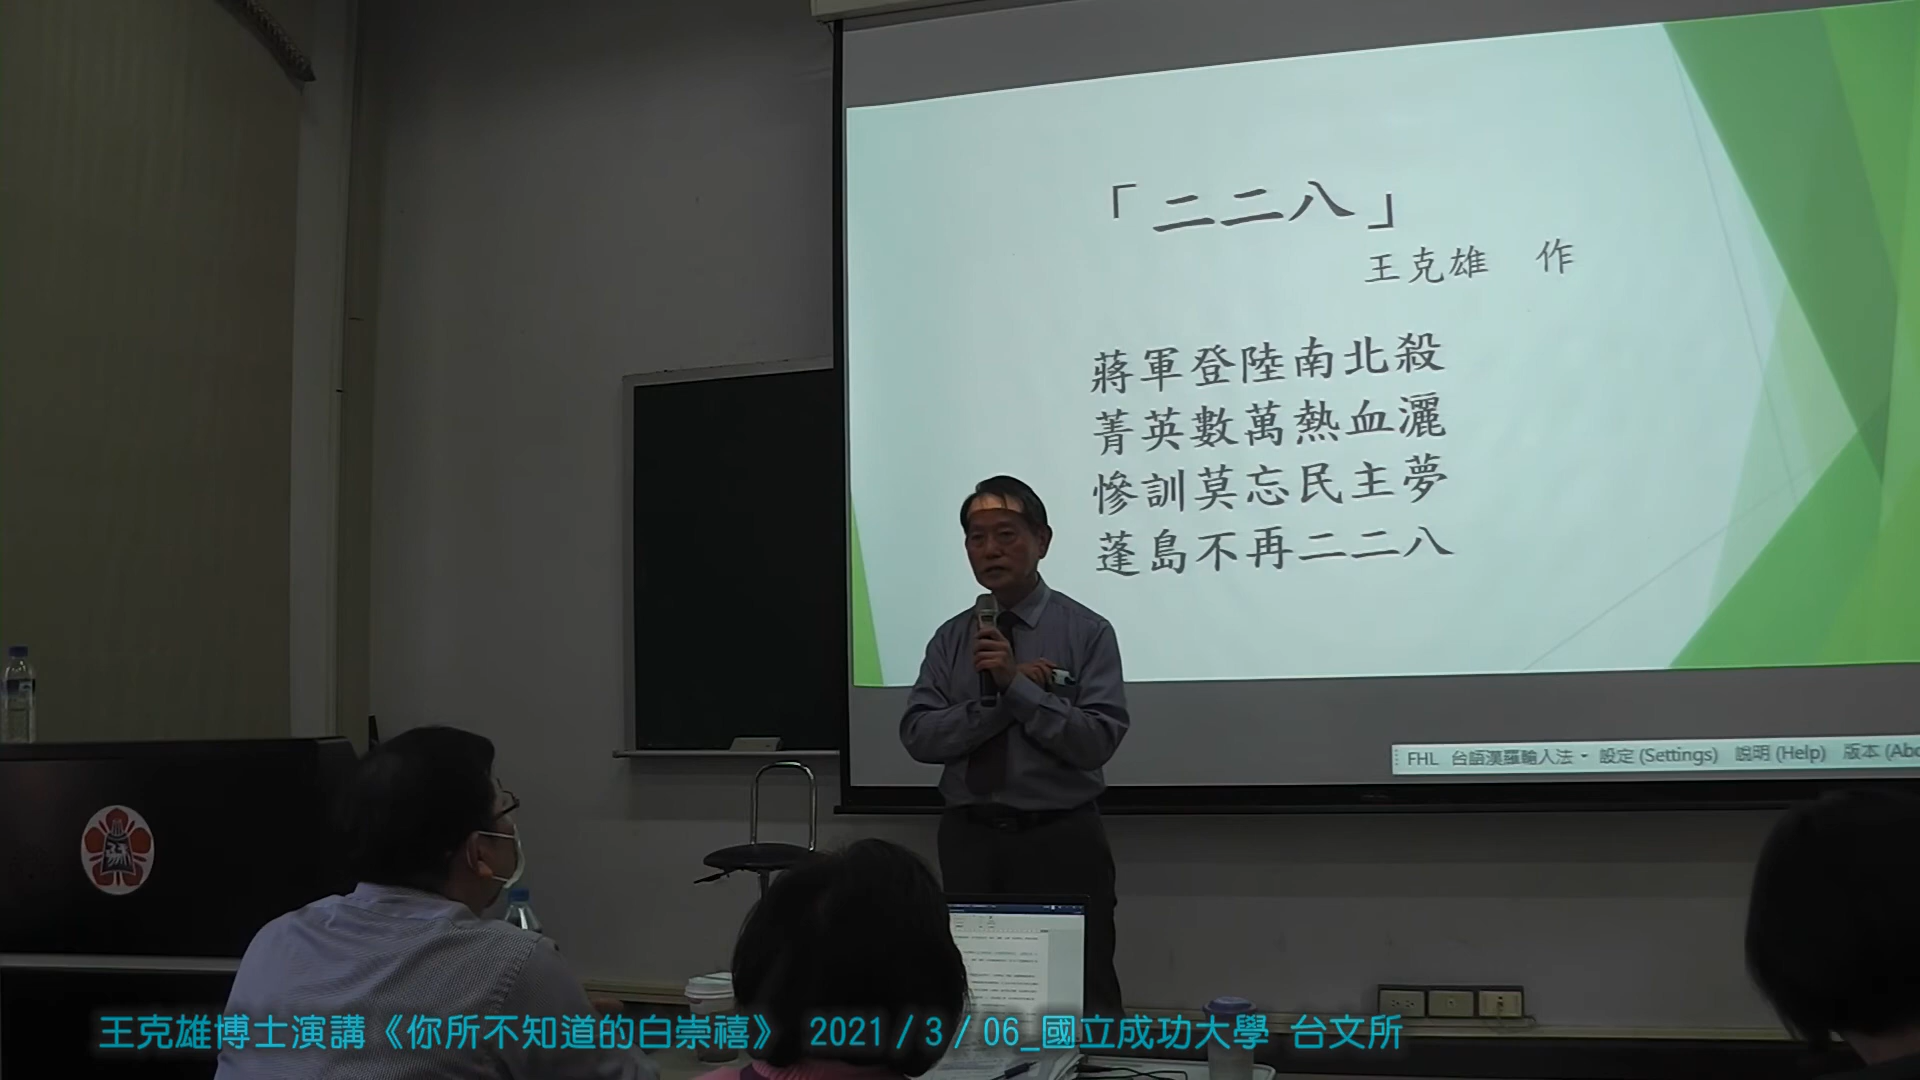 「二二八」
王克雄 作
蔣軍登陸南北殺
菁英數萬熱血灑
慘訓莫忘民主夢
蓬島不再二二八
FHL 台語漢羅輸入法 設定 (Settings) 說明 (Help) 版本 (Abo
王克雄博士演講《你所不知道的白崇禧》 2021/3/06_國立成功大學 台文所